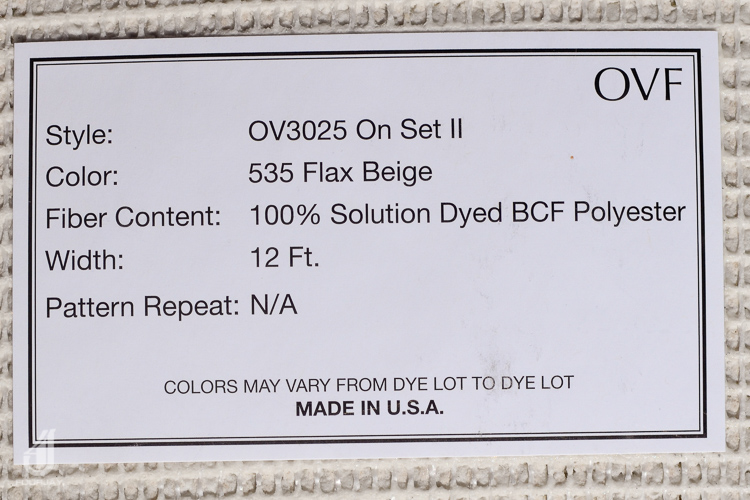 OVF
Style: OV3025 On Set II
Color: 535 Flax Beige
Fiber Content: 100% Solution Dyed BCF Polyester
Width: 12 Ft.
Pattern Repeat: N/A
COLORS MAY VARY FROM DYE LOT TO DYE LOT
MADE IN U.S.A.